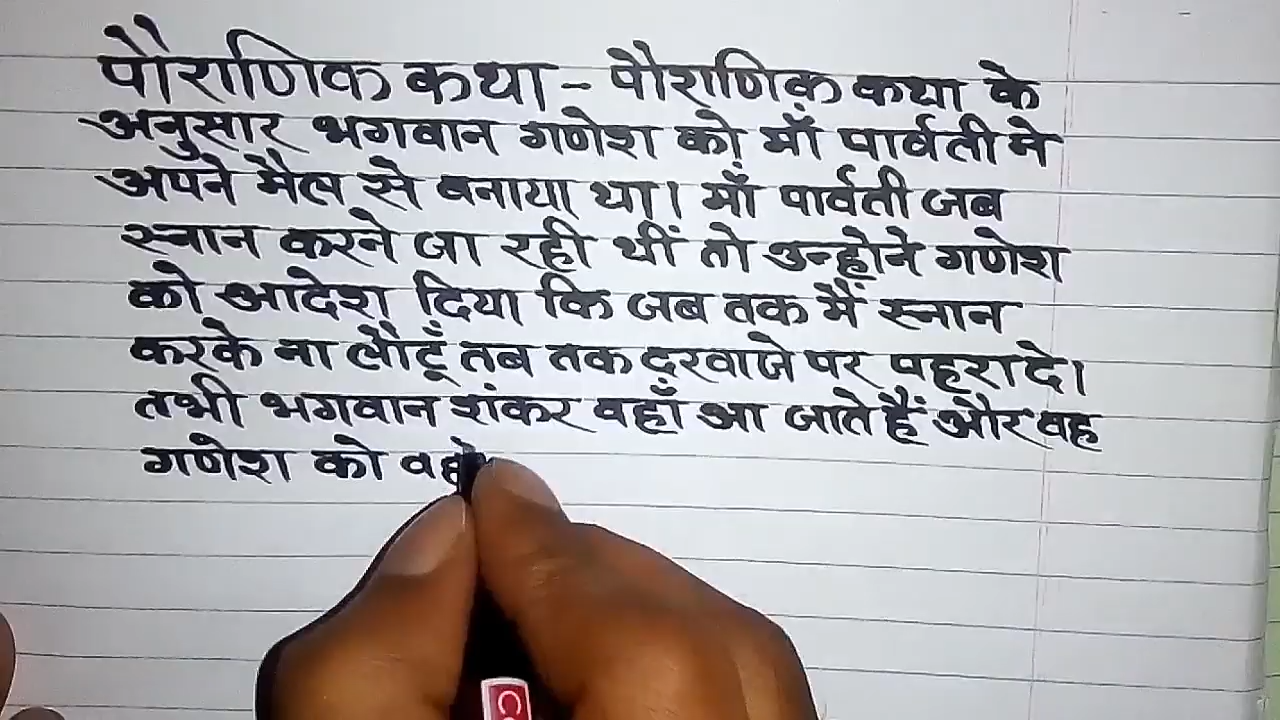 पौराणिक कथा - पौराणिक कथा के
अनुसार भगवान गणेश को माँ पार्वती ने
अपने मैल से बनाया था। माँ पार्वती जब
स्नान करने जा रही थीं तो उन्होने गणेश
को आदेश दिया कि जब तक मैं स्नान
करके ना लौटूँ तब तक दरवाजे पर पहरा दे।
तभी भगवान शंकर वहाँ आ जाते हैं और वह
गणेश को